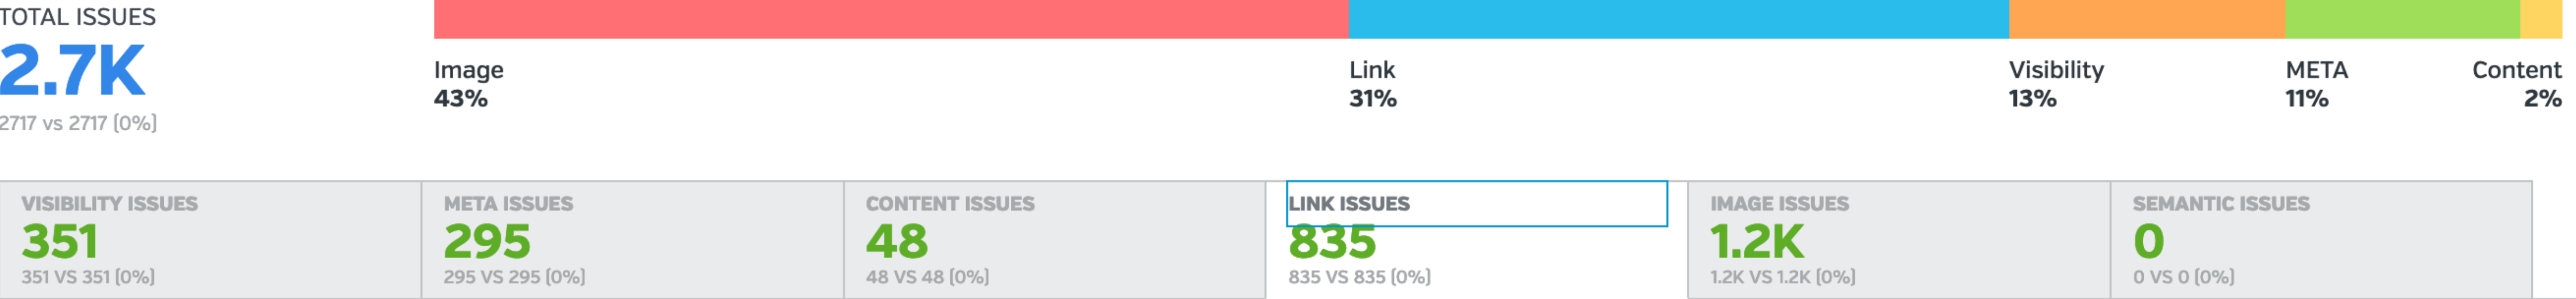 TOTAL ISSUES
2.7K
2717 vs 2717 (0%)
Image
43%
Link
31%
Visibility
13%
META
11%
Content
2%
VISIBILITY ISSUES
351
351 VS 351 (0%)
META ISSUES
295
295 VS 295 (0%)
CONTENT ISSUES
48
48 VS 48 (0%)
LINK ISSUES
835
835 VS 835 (0%)
IMAGE ISSUES
1.2K
1.2K VS 1.2K (0%)
SEMANTIC ISSUES
0
0 VS 0 (0%)